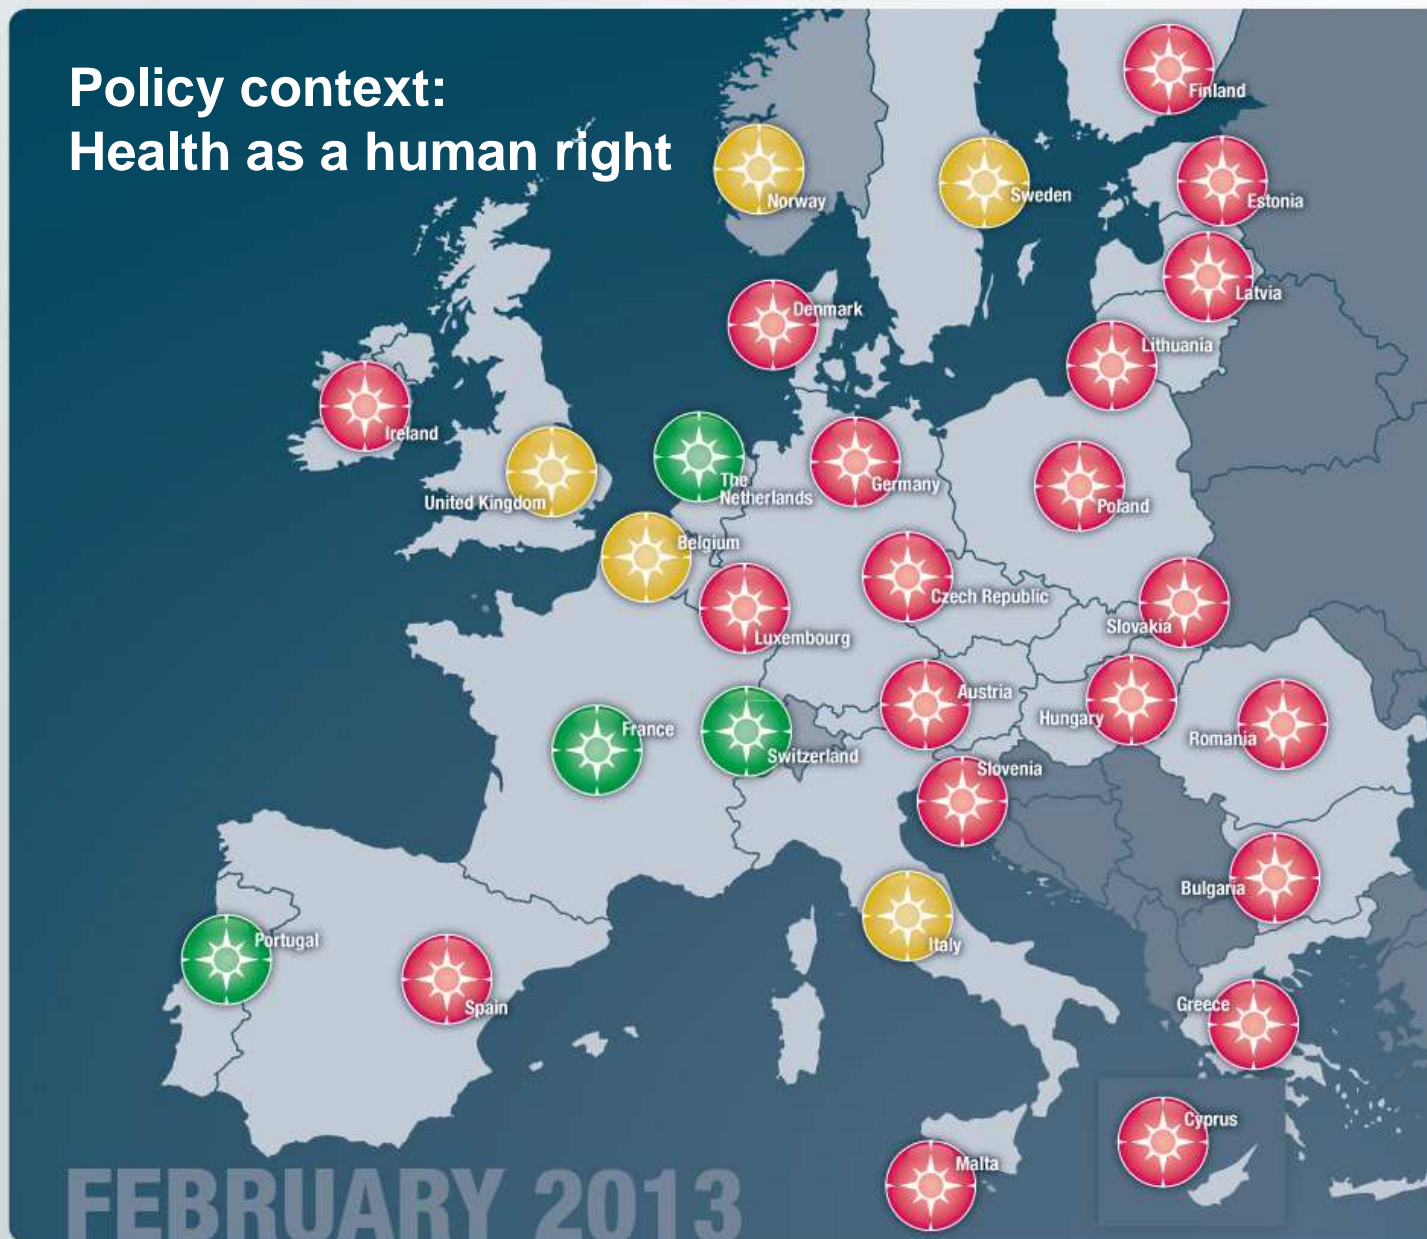 Policy context:
Health as a human right
Finland
Norway
Sweden
Estonia
Latvia
Denmark
Lithuania
Ireland
United Kingdom
The
Netherlands
Germany
Poland
Belgium
Czech Republic
Luxembourg
Slovakia
Austria
Hungary
France
Switzerland
Romania
Slovenia
Bulgaria
Portugal
Italy
Spain
Greece
Cyprus
Malta
FEBRUARY 2013